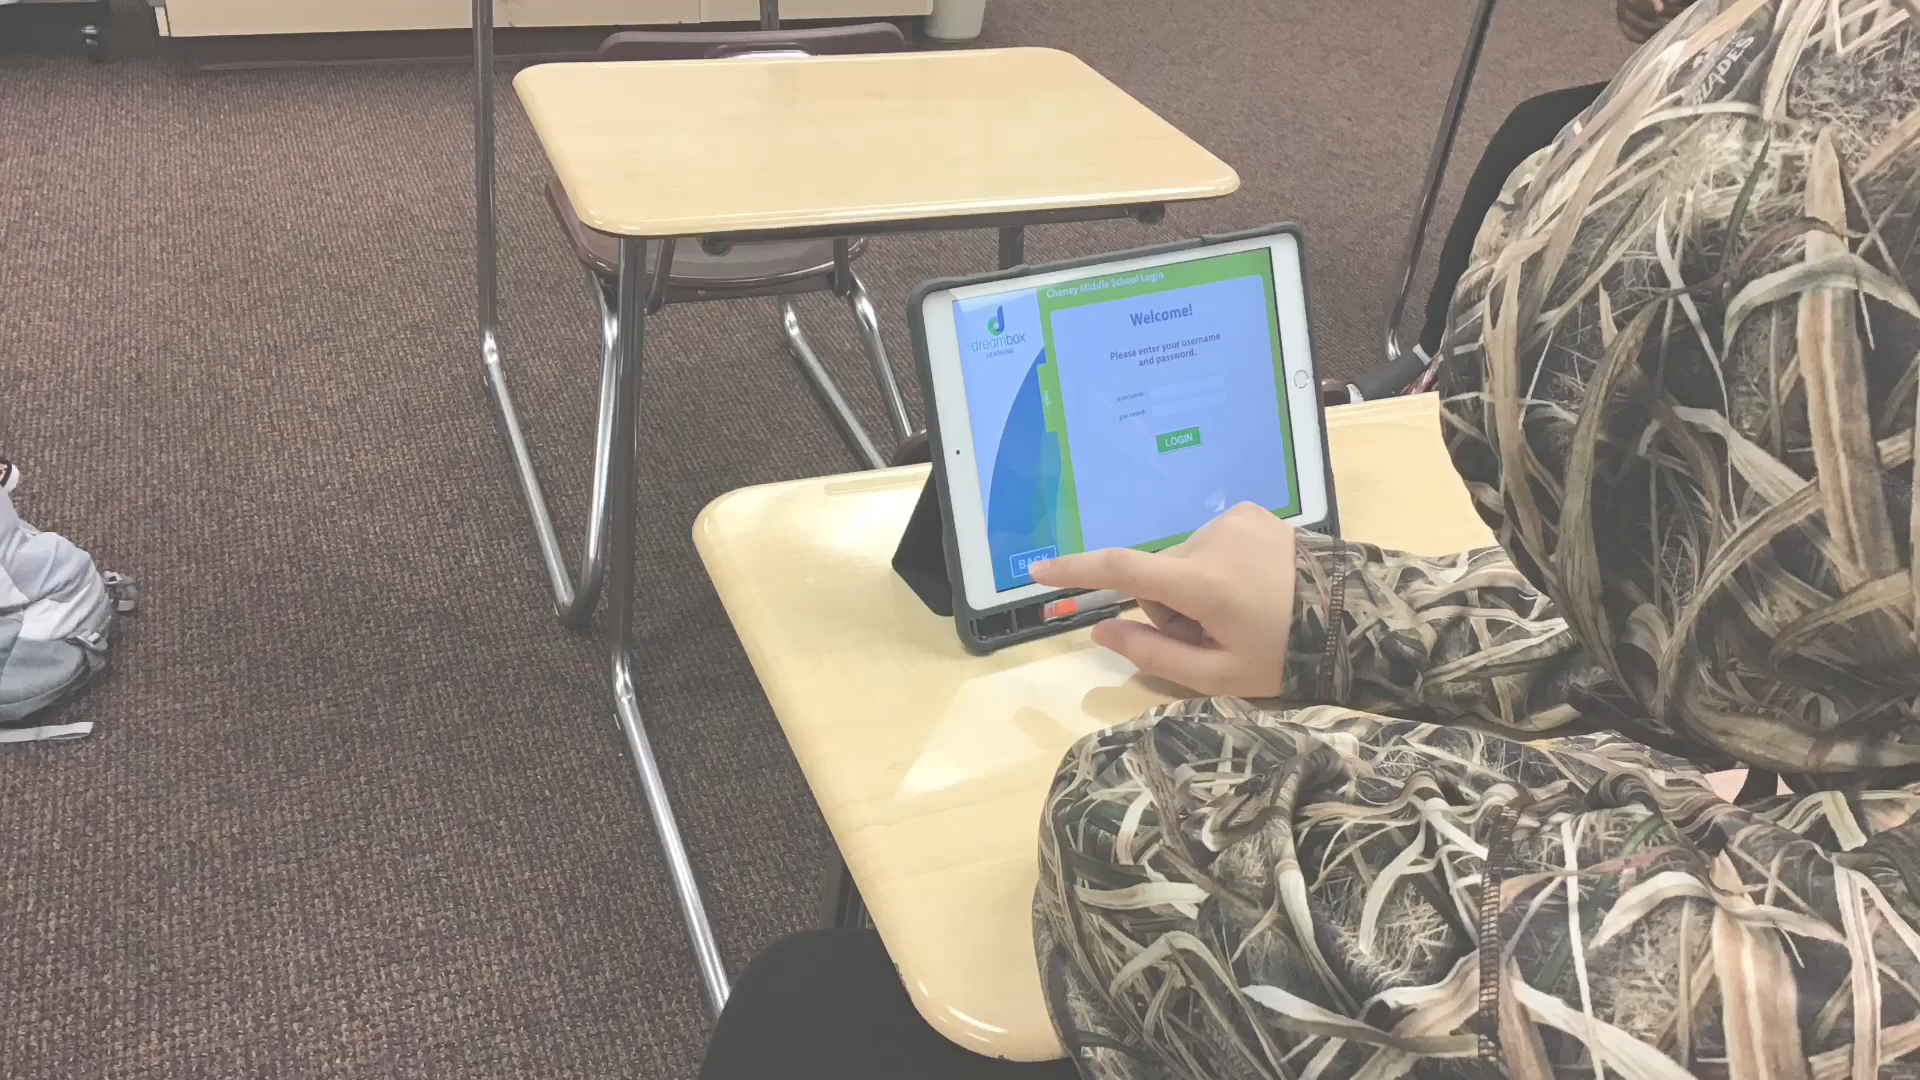 BLADES
Cheney Middle School Login
dreambox
LEARNING
Welcome!
Please enter your username
and password.
username:
password:
LOGIN
BACK